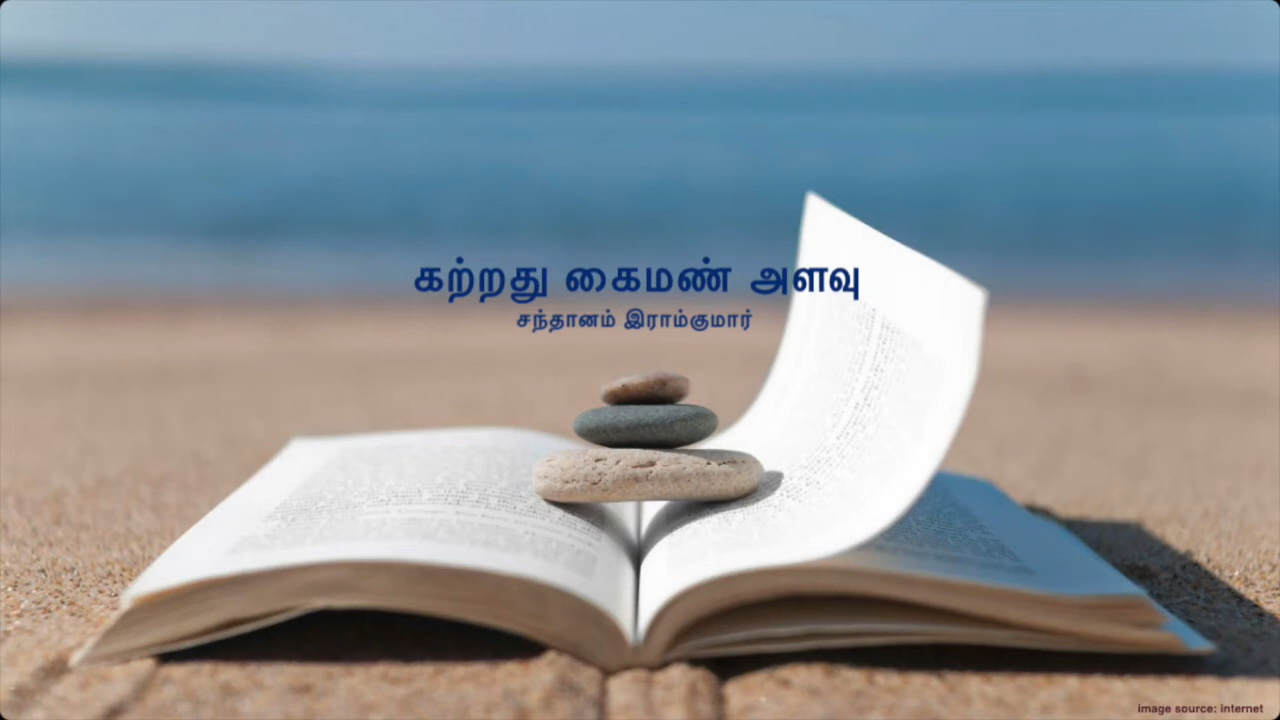 கற்றது கைமண் அளவு
சந்தானம் இராம்குமார்
image source: internet